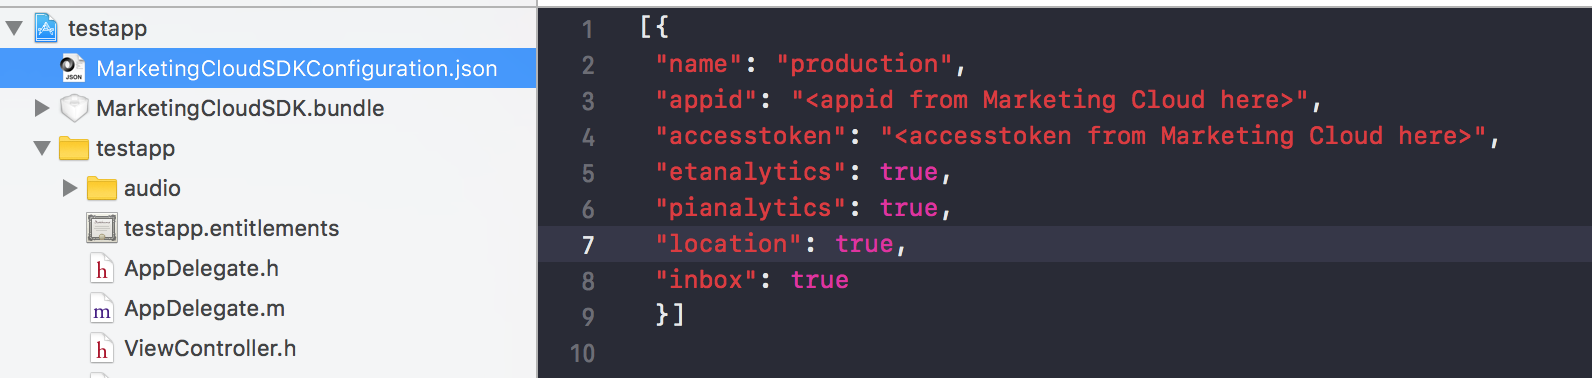 testapp
JSON
MarketingCloudSDKConfiguration.json
MarketingCloudSDK.bundle
testapp
audio
testapp.entitlements
h AppDelegate.h
m AppDelegate.m
h ViewController.h
1 [{
2 "name": "production",
3 "appid": "<appid from Marketing Cloud here>",
4 "accesstoken": "<accesstoken from Marketing Cloud here>",
5 "etanalytics": true,
6 "pianalytics": true,
7 "location": true,
8 "inbox": true
9 }]
10